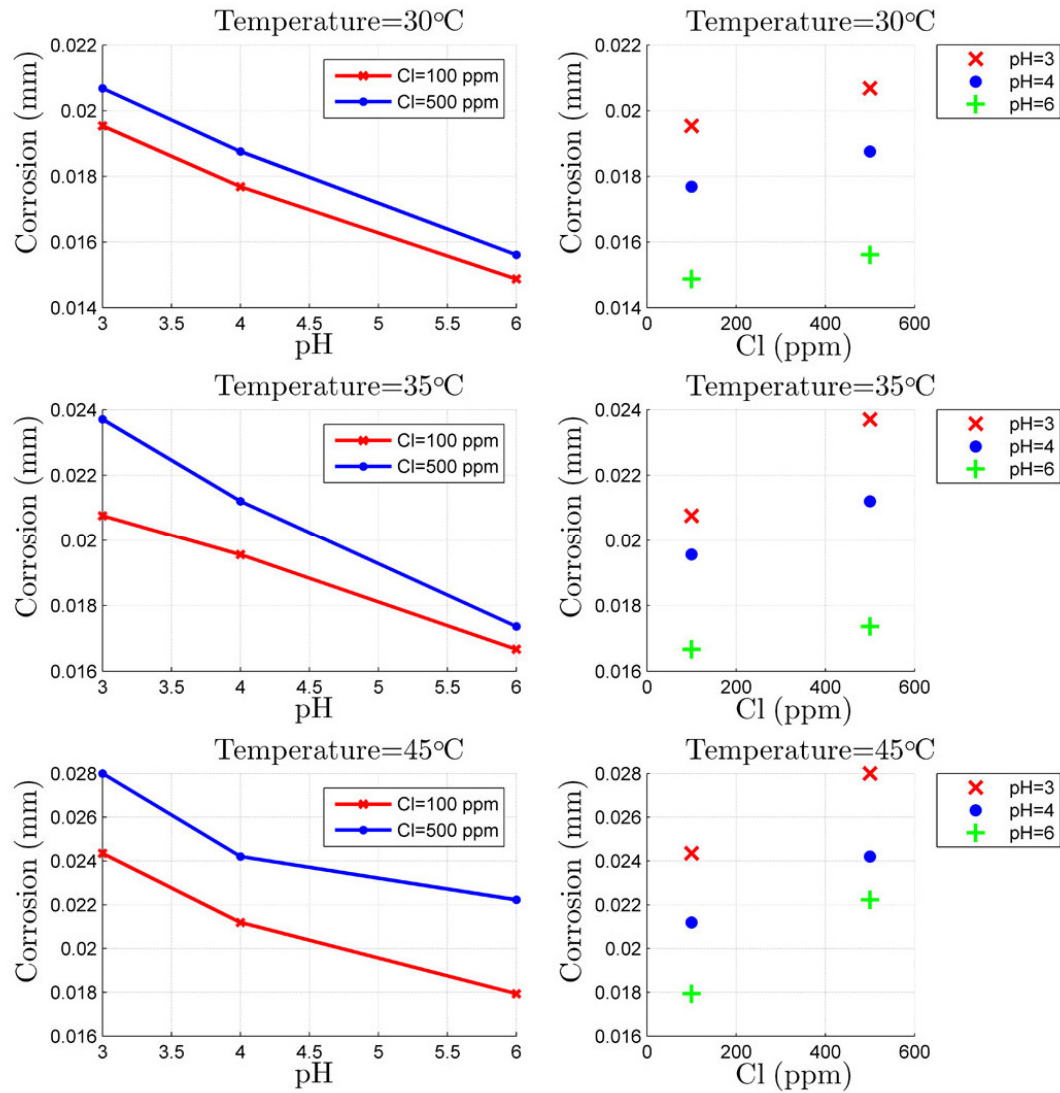 Temperature=30°C
Corrosion (mm)
0.022
0.02
0.018
0.016
0.014
3
3.5
4
4.5
5
5.5
6
pH
Cl=100 ppm
Cl=500 ppm
Temperature=30°C
Corrosion (mm)
0.022
0.02
0.018
0.016
0.014
0
200
400
600
Cl (ppm)
pH=3
pH=4
pH=6
Temperature=35°C
Corrosion (mm)
0.024
0.022
0.02
0.018
0.016
3
3.5
4
4.5
5
5.5
6
pH
Cl=100 ppm
Cl=500 ppm
Temperature=35°C
Corrosion (mm)
0.024
0.022
0.02
0.018
0.016
0
200
400
600
Cl (ppm)
pH=3
pH=4
pH=6
Temperature=45°C
Corrosion (mm)
0.028
0.026
0.024
0.022
0.02
0.018
0.016
3
3.5
4
4.5
5
5.5
6
pH
Cl=100 ppm
Cl=500 ppm
Temperature=45°C
Corrosion (mm)
0.028
0.026
0.024
0.022
0.02
0.018
0.016
0
200
400
600
Cl (ppm)
pH=3
pH=4
pH=6